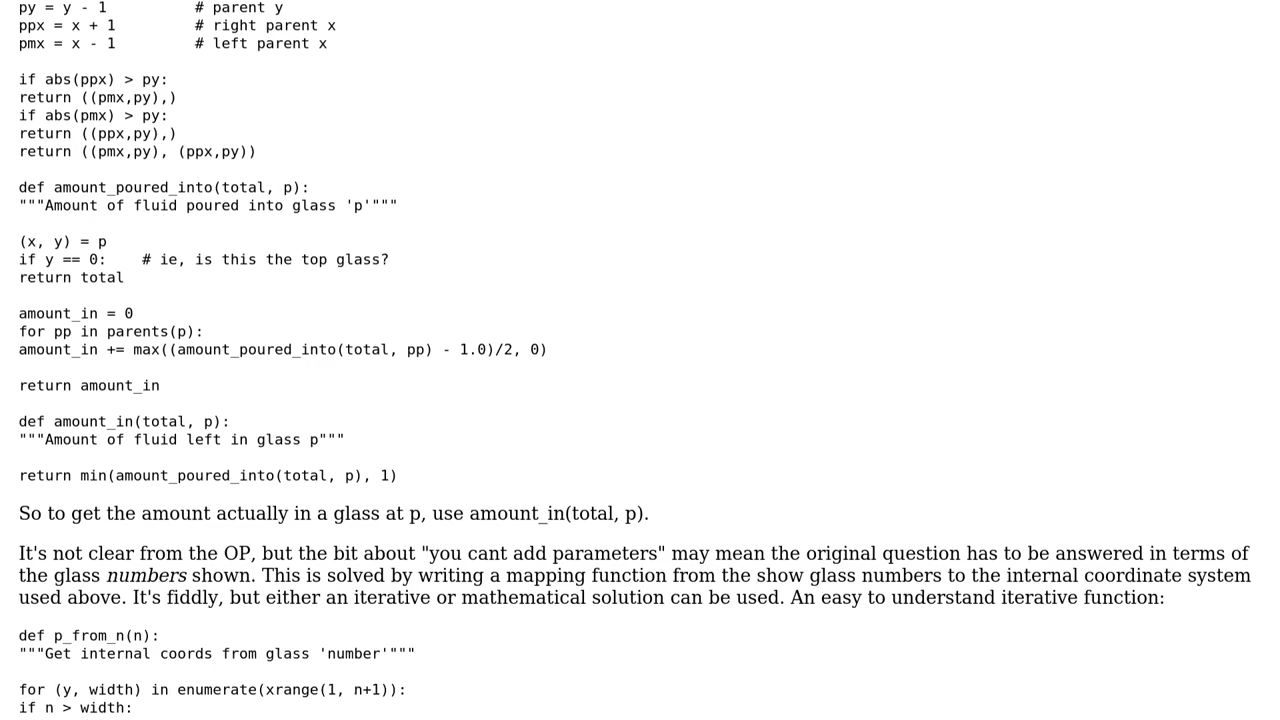 py = y - 1          # parent y
ppx = x + 1         # right parent x
pmx = x - 1         # left parent x

if abs(ppx) > py:
return ((pmx,py),)
if abs(pmx) > py:
return ((ppx,py),)
return ((pmx,py), (ppx,py))

def amount_poured_into(total, p):
"""Amount of fluid poured into glass 'p'"""

(x, y) = p
if y == 0:    # ie, is this the top glass?
return total

amount_in = 0
for pp in parents(p):
amount_in += max((amount_poured_into(total, pp) - 1.0)/2, 0)

return amount_in

def amount_in(total, p):
"""Amount of fluid left in glass p"""

return min(amount_poured_into(total, p), 1)

So to get the amount actually in a glass at p, use amount_in(total, p).

It's not clear from the OP, but the bit about "you cant add parameters" may mean the original question has to be answered in terms of
the glass numbers shown. This is solved by writing a mapping function from the show glass numbers to the internal coordinate system
used above. It's fiddly, but either an iterative or mathematical solution can be used. An easy to understand iterative function:

def p_from_n(n):
"""Get internal coords from glass 'number'"""

for (y, width) in enumerate(xrange(1, n+1)):
if n > width: